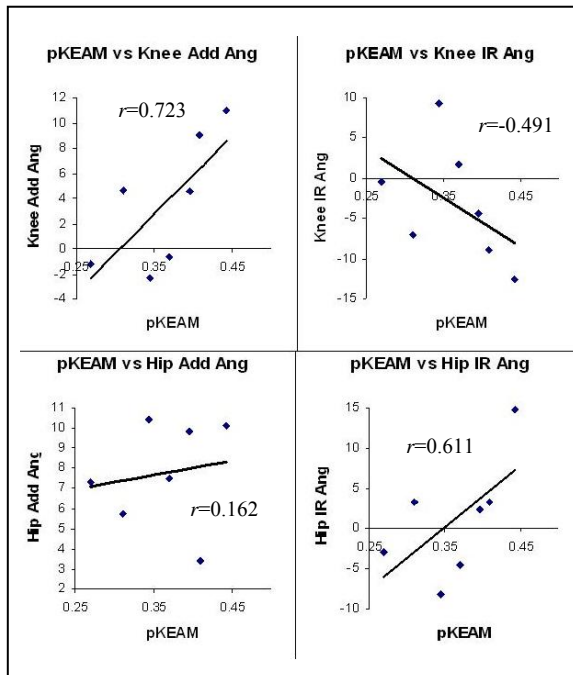 pKEAM vs Knee Add Ang
r=0.723
Knee Add Ang
12
10
8
6
4
2
0
-2
-4
0.25
0.35
0.45
pKEAM
pKEAM vs Knee IR Ang
r=-0.491
Knee IR Ang
10
5
0
-5
-10
-15
0.25
0.35
0.45
pKEAM
pKEAM vs Hip Add Ang
r=0.162
Hip Add Ang
11
10
9
8
7
6
5
4
3
2
0.25
0.35
0.45
pKEAM
pKEAM vs Hip IR Ang
r=0.611
Hip IR Ang
15
10
5
0
-5
-10
0.25
0.35
0.45
pKEAM